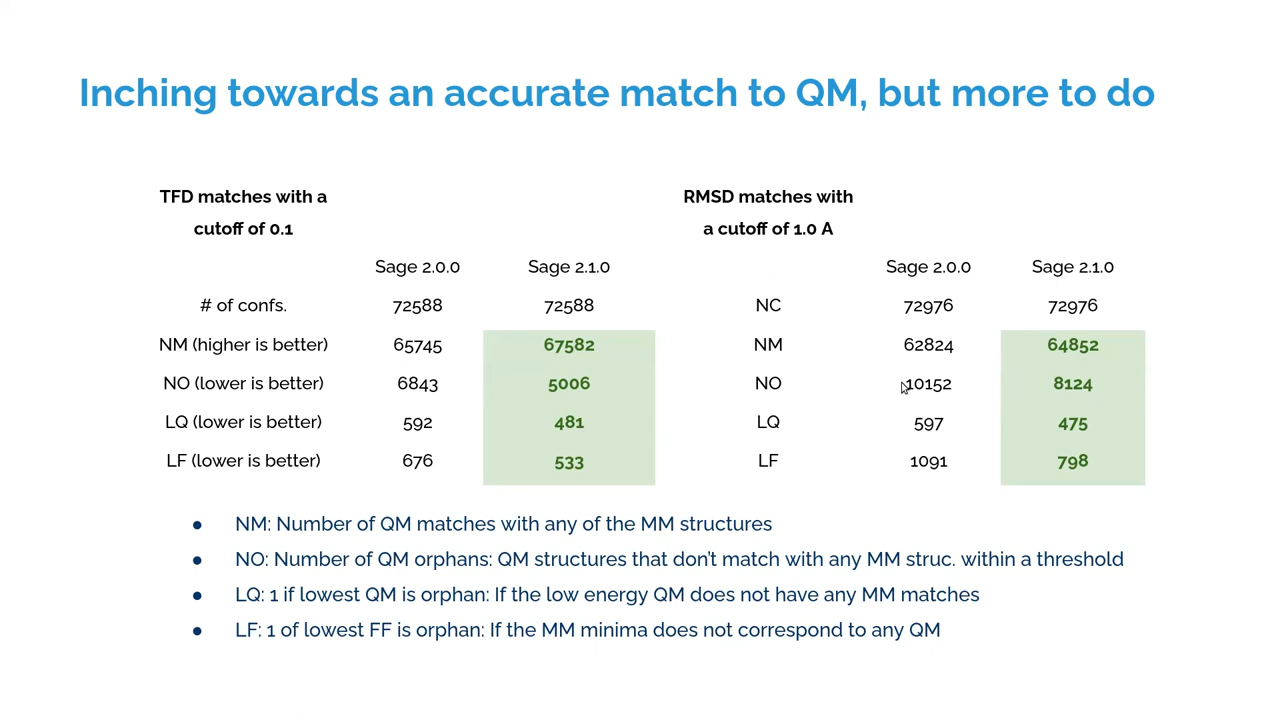 Inching towards an accurate match to QM, but more to do
TFD matches with a
cutoff of 0.1
Sage 2.0.0 Sage 2.1.0
# of confs. 72588 72588
NM (higher is better) 65745 67582
NO (lower is better) 6843 5006
LQ (lower is better) 592 481
LF (lower is better) 676 533
RMSD matches with
a cutoff of 1.0 A
Sage 2.0.0 Sage 2.1.0
NC 72976 72976
NM 62824 64852
NO 10152 8124
LQ 597 475
LF 1091 798
● NM: Number of QM matches with any of the MM structures
● NO: Number of QM orphans: QM structures that don't match with any MM struc. within a threshold
● LQ: 1 if lowest QM is orphan: If the low energy QM does not have any MM matches
● LF: 1 of lowest FF is orphan: If the MM minima does not correspond to any QM